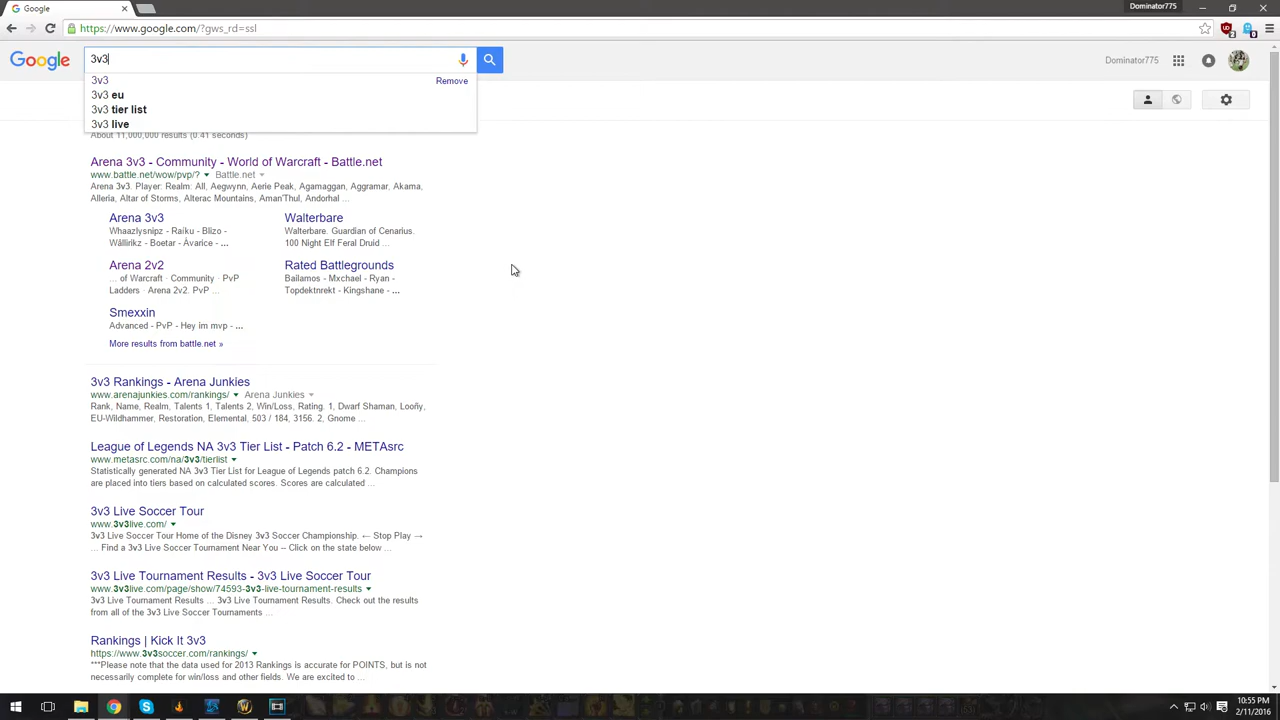 Google
Dominator775
https://www.google.com/?gws_rd=ssl
2
0
Google
3v3
Dominator775
3v3
Remove
3v3 eu
3v3 tier list
3v3 live
About 11,000,000 results (0.41 seconds)
Arena 3v3 - Community - World of Warcraft - Battle.net
www.battle.net/wow/pvp/? Battle.net
Arena 3v3. Player: Realm: All, Aegwynn, Aerie Peak, Agamaggan, Aggramar, Akama,
Alleria, Altar of Storms, Alterac Mountains, Aman'Thul, Andorhal ...
Arena 3v3
Whaazlysnipz - Raiku - Blizo -
Wâllirikz - Boetar - Ávarice - ...
Walterbare
Walterbare. Guardian of Cenarius.
100 Night Elf Feral Druid ...
Arena 2v2
... of Warcraft · Community · PvP
Ladders · Arena 2v2. PvP ...
Rated Battlegrounds
Bailamos - Mxchael - Ryan -
Topdektnrekt - Kingshane - ...
Smexxin
Advanced - PvP - Hey im mvp - ...
More results from battle.net »
3v3 Rankings - Arena Junkies
www.arenajunkies.com/rankings/ Arena Junkies
Rank, Name, Realm, Talents 1, Talents 2, Win/Loss, Rating. 1, Dwarf Shaman, Looñy,
EU-Wildhammer, Restoration, Elemental, 503 / 184, 3156. 2, Gnome ...
League of Legends NA 3v3 Tier List - Patch 6.2 - METAsrc
www.metasrc.com/na/3v3/tierlist
Statistically generated NA 3v3 Tier List for League of Legends patch 6.2. Champions
are placed into tiers based on calculated scores. Scores are calculated ...
3v3 Live Soccer Tour
www.3v3live.com/
3v3 Live Soccer Tour Home of the Disney 3v3 Soccer Championship. ← Stop Play →
... Find a 3v3 Live Soccer Tournament Near You – Click on the state below ...
3v3 Live Tournament Results - 3v3 Live Soccer Tour
www.3v3live.com/page/show/74593-3v3-live-tournament-results
3v3 Live Tournament Results ... 3v3 Live Tournament Results. Check out the results
from all of the 3v3 Live Soccer Tournaments ...
Rankings | Kick It 3v3
https://www.3v3soccer.com/rankings/
***Please note that the data used for 2013 Rankings is accurate for POINTS, but is not
necessarily complete for win/loss and other fields. We are excited to ...
10:55 PM
2/11/2016